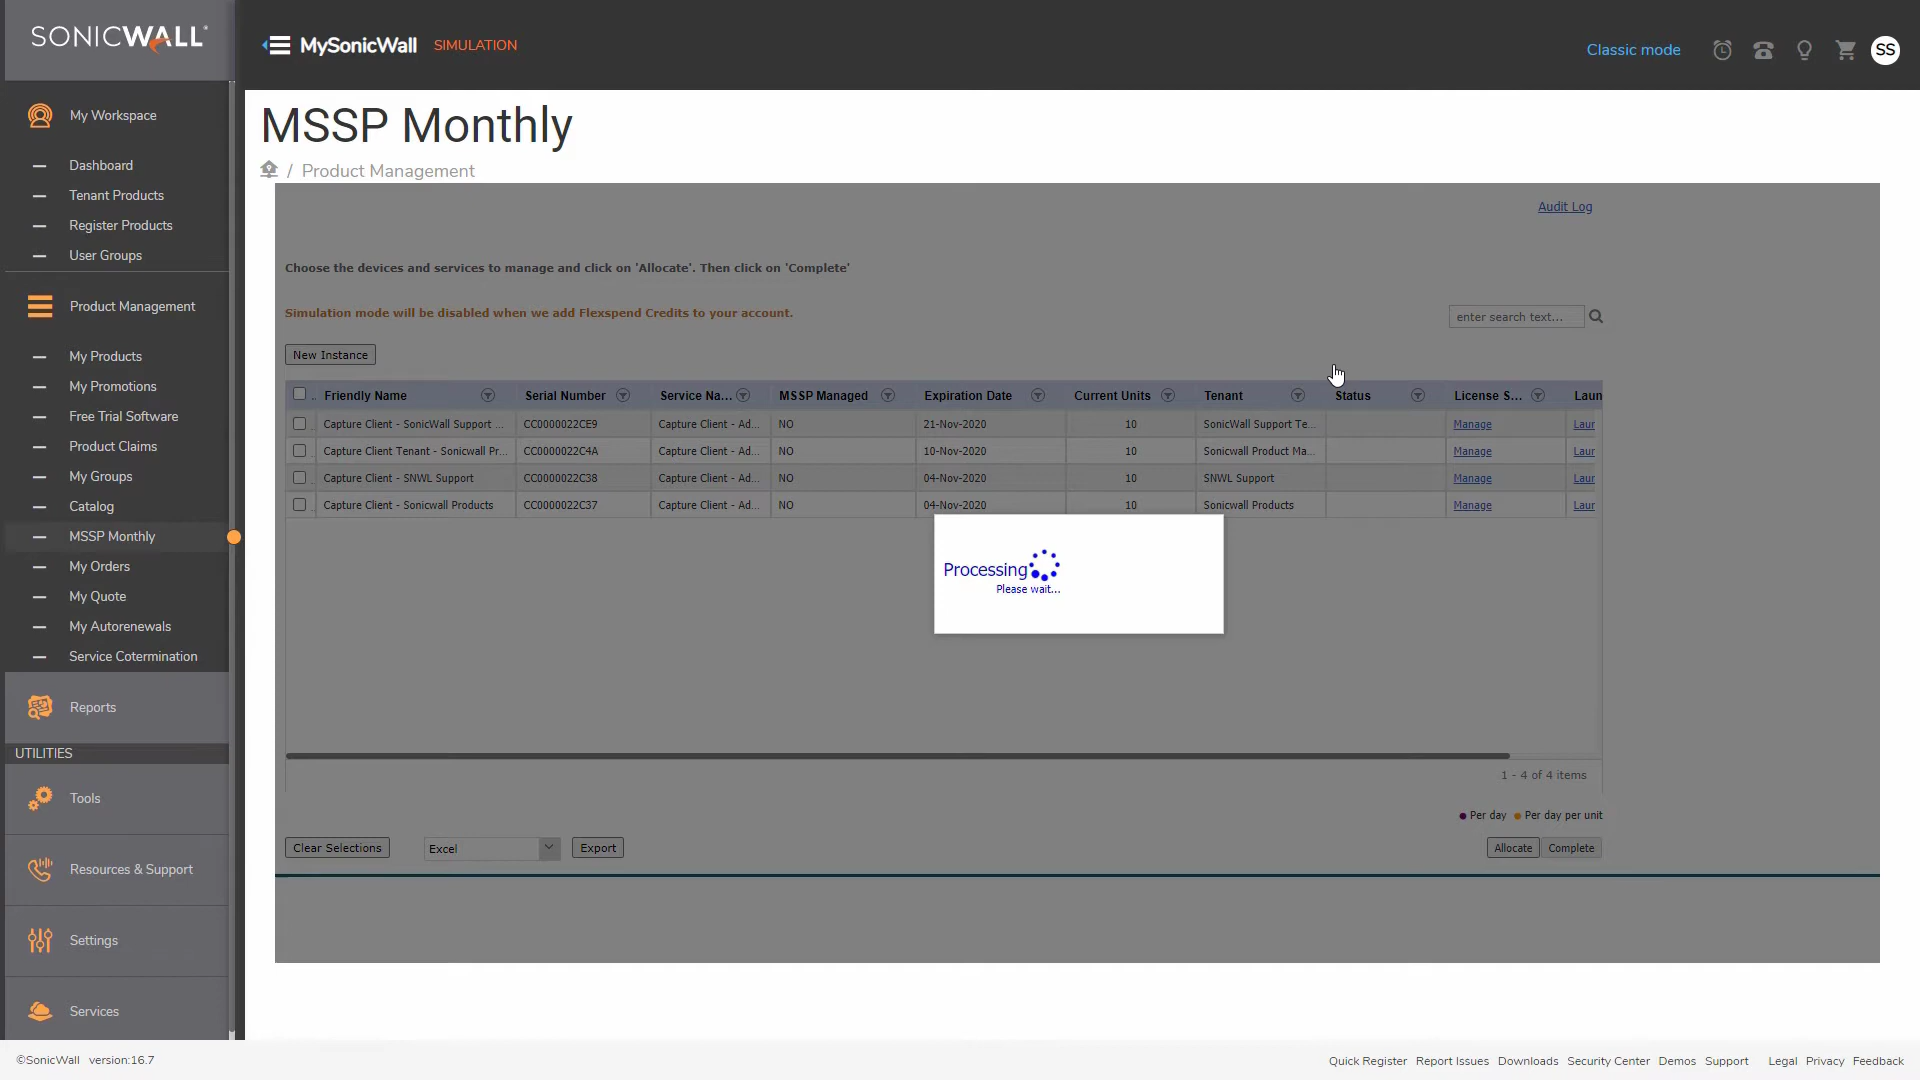 SONICWALL
MySonicWall SIMULATION
Classic mode
SS
My Workspace
Dashboard
Tenant Products
Register Products
User Groups
Product Management
My Products
My Promotions
Free Trial Software
Product Claims
My Groups
Catalog
MSSP Monthly
My Orders
My Quote
My Autorenewals
Service Cotermination
Reports
UTILITIES
Tools
Resources & Support
Settings
Services
MSSP Monthly
/ Product Management
Audit Log
Choose the devices and services to manage and click on 'Allocate'. Then click on 'Complete'
Simulation mode will be disabled when we add Flexspend Credits to your account.
enter search text...
New Instance
Friendly Name Serial Number Service Na... MSSP Managed Expiration Date Current Units Tenant Status License S... Laun
Capture Client - SonicWall Support ... CC0000022CE9 Capture Client - Ad... NO 21-Nov-2020 10 SonicWall Support Te... Manage Laur
Capture Client Tenant - Sonicwall Pr... CC0000022C4A Capture Client - Ad... NO 10-Nov-2020 10 Sonicwall Product Ma... Manage Laur
Capture Client - SNWL Support CC0000022C38 Capture Client - Ad... NO 04-Nov-2020 10 SNWL Support Manage Laur
Capture Client - Sonicwall Products CC0000022C37 Capture Client - Ad... NO 04-Nov-2020 10 Sonicwall Products Manage Laur
Processing
Please wait...
1 - 4 of 4 items
Per day Per day per unit
Clear Selections Excel Export Allocate Complete
©SonicWall version:16.7
Quick Register Report Issues Downloads Security Center Demos Support Legal Privacy Feedback